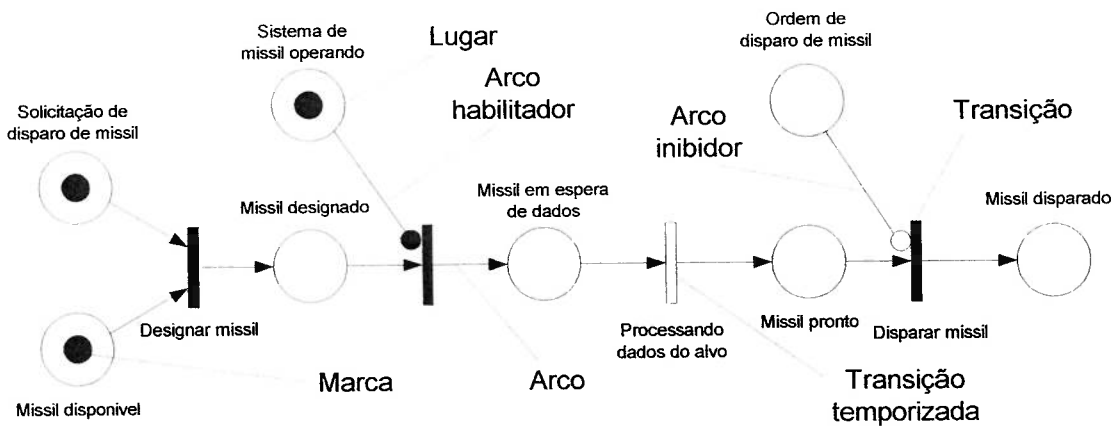 Sistema de
missil operando
Lugar
Ordem de
disparo de missil
Solicitação de
disparo de missil
Arco
habilitador
Arco
inibidor
Transição
Missil designado
Missil em espera
de dados
Missil disparado
Designar missil
Processando
dados do alvo
Missil pronto
Disparar missil
Missil disponivel
Marca
Arco
Transição
temporizada